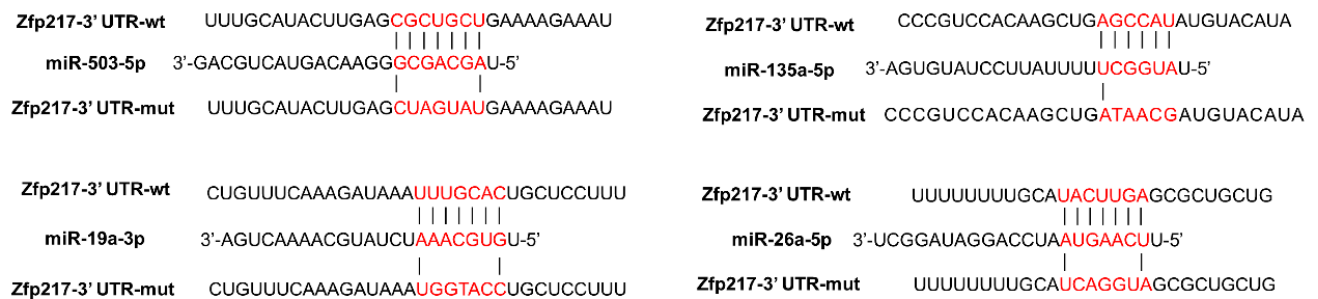 Zfp217-3' UTR-wt UUUGCAUACUUGAGCGCUGCUGAAAAGAAAU
miR-503-5p 3'-GACGUCAUGACAAGGGCGACGAU-5'
Zfp217-3' UTR-mut UUUGCAUACUUGAGCUAGUAUGAAAAGAAAU
Zfp217-3' UTR-wt CCCGUCCACAAGCUGAGCCAUAUGUACAUA
miR-135a-5p 3'-AGUGUAUCCUUAUUUUUCGGUAU-5'
Zfp217-3' UTR-mut CCCGUCCACAAGCUGATAACGAUGUACAUA
Zfp217-3' UTR-wt CUGUUUCAAAGAUAAAUUUGCACUGCUCCUUU
miR-19a-3p 3'-AGUCAAAACGUAUCUAAACGUGU-5'
Zfp217-3' UTR-mut CUGUUUCAAAGAUAAAUGGTACCUGCUCCUUU
Zfp217-3' UTR-wt UUUUUUUUGCAUACUUGAGCGCUGCUG
miR-26a-5p 3'-UCGGAUAGGACCUAAUGAACUU-5'
Zfp217-3' UTR-mut UUUUUUUUGCAUCAGGUAGCGCUGCUG